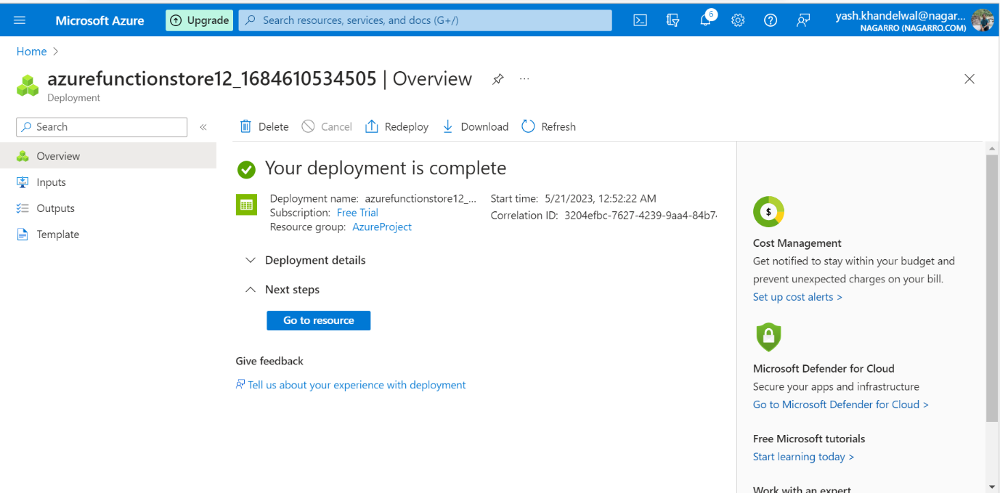 Microsoft Azure
Upgrade
Search resources, services, and docs (G+/)
6
yash.khandelwal@nagar...
NAGARRO (NAGARRO.COM)
Home >
azurefunctionstore12_1684610534505 | Overview
...
Deployment
Search
«
Delete
Cancel
Redeploy
Download
Refresh
Overview
Inputs
Outputs
Template
Your deployment is complete
Deployment name: azurefunctionstore12_...
Subscription: Free Trial
Resource group: AzureProject
Start time: 5/21/2023, 12:52:22 AM
Correlation ID: 3204efbc-7627-4239-9aa4-84b74
Deployment details
Next steps
Go to resource
Give feedback
Tell us about your experience with deployment
$
Cost Management
Get notified to stay within your budget and
prevent unexpected charges on your bill.
Set up cost alerts >
Microsoft Defender for Cloud
Secure your apps and infrastructure
Go to Microsoft Defender for Cloud >
Free Microsoft tutorials
Start learning today >
Work with an expert